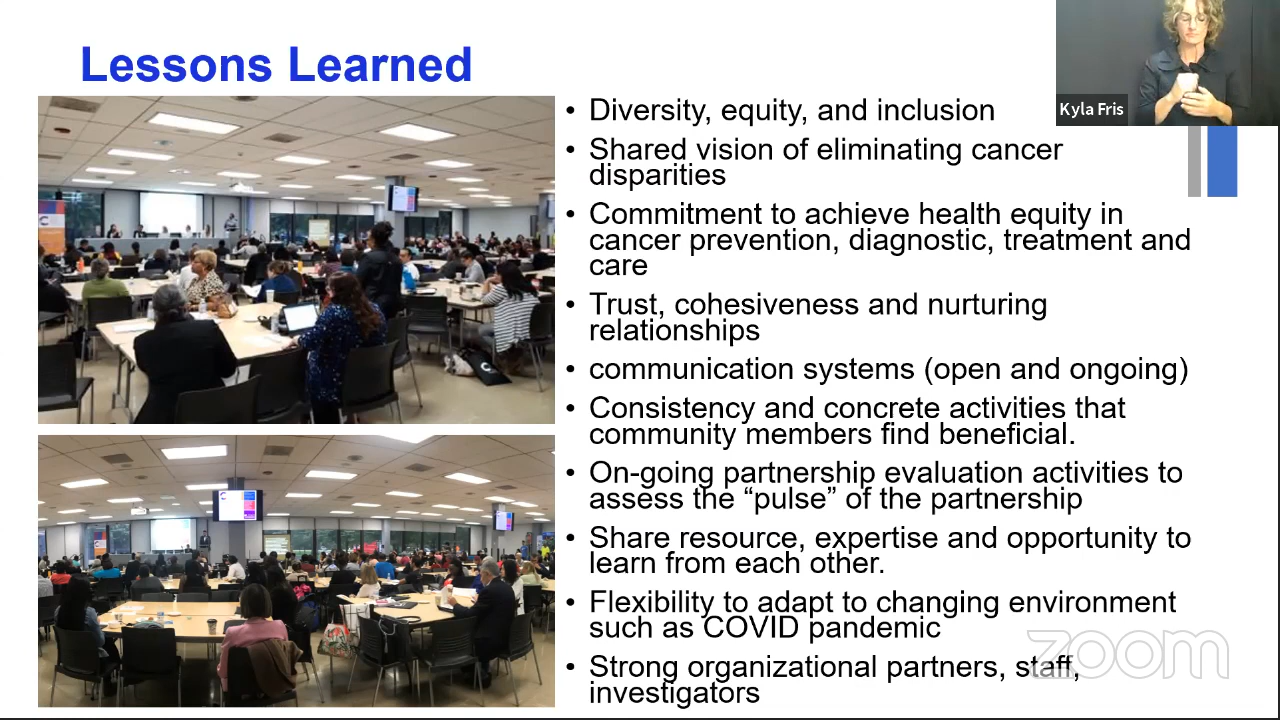 Lessons Learned
Kyla Fris
• Diversity, equity, and inclusion
• Shared vision of eliminating cancer
disparities
• Commitment to achieve health equity in
cancer prevention, diagnostic, treatment and
care
• Trust, cohesiveness and nurturing
relationships
• communication systems (open and ongoing)
• Consistency and concrete activities that
community members find beneficial.
• On-going partnership evaluation activities to
assess the “pulse” of the partnership
• Share resource, expertise and opportunity to
learn from each other.
• Flexibility to adapt to changing environment
such as COVID pandemic
• Strong organizational partners, staff,
investigators
zoom